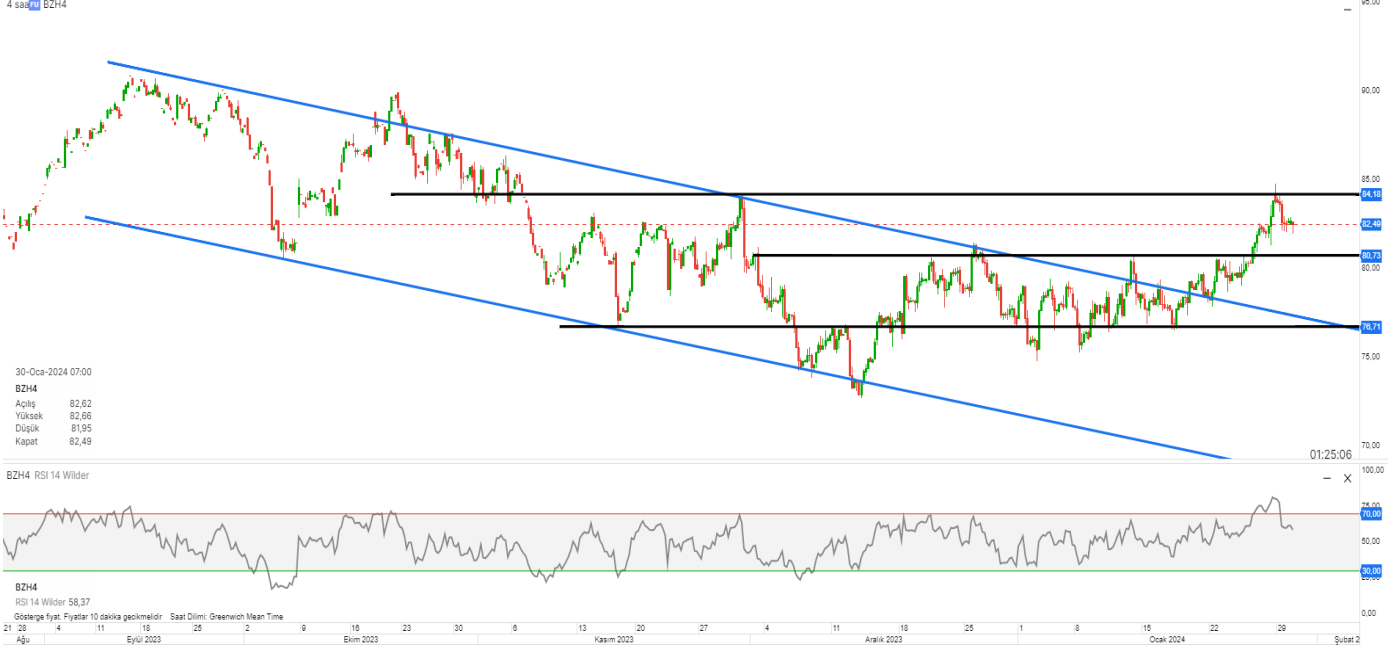 4 saa ru BZH4
95,00
90,00
85,00
84,18
82,49
80,73
80,00
76,71
75,00
70,00
30-Oca-2024 07:00
BZH4
Açılış 82,62
Yüksek 82,66
Düşük 81,95
Kapat 82,49
01:25:06
BZH4 RSI 14 Wilder
100,00
75,00
70,00
50,00
30,00
25,00
0,00
BZH4
RSI 14 Wilder 58,37
Gösterge fiyat. Fiyatlar 10 dakika gecikmelidir Saat Dilimi: Greenwich Mean Time
21 28 4 11 18 25 2 9 16 23 30 6 13 20 27 4 11 18 25 1 8 15 22 29
Ağu Eylül 2023 Ekim 2023 Kasım 2023 Aralık 2023 Ocak 2024 Şubat 2